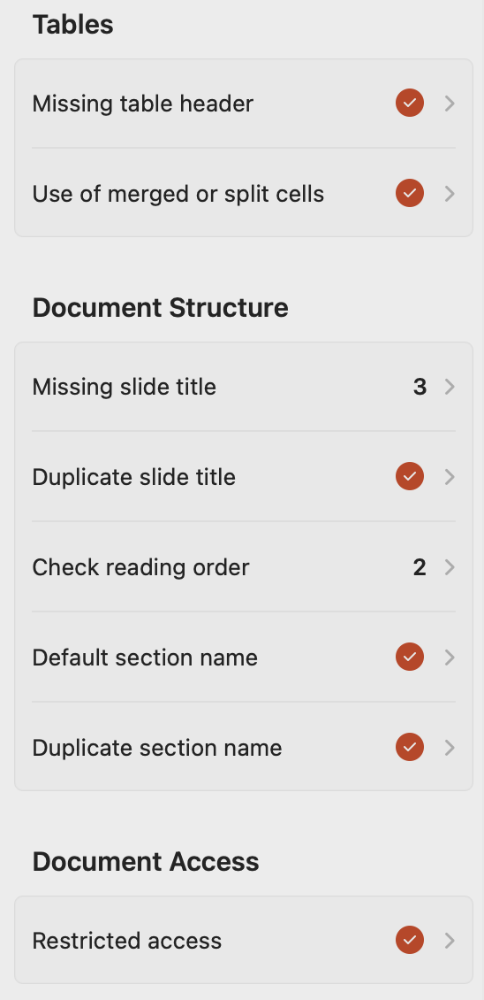 Tables
Missing table header
Use of merged or split cells
Document Structure
Missing slide title 3
Duplicate slide title
Check reading order 2
Default section name
Duplicate section name
Document Access
Restricted access